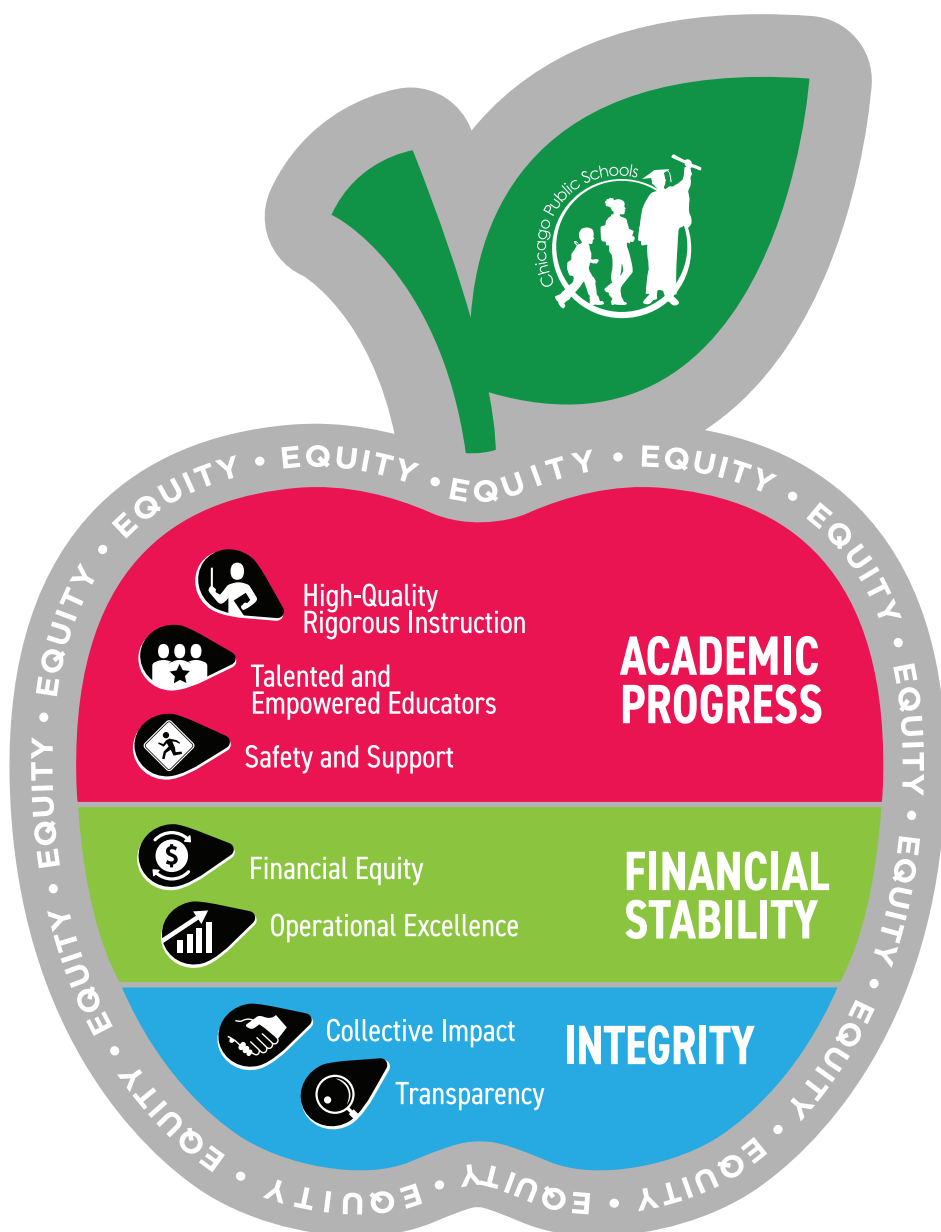 Chicago Public Schools
EQUITY • EQUITY • EQUITY • EQUITY • EQUITY • EQUITY • EQUITY • EQUITY • EQUITY • EQUITY • EQUITY • EQUITY • EQUITY • EQUITY • EQUITY •
High-Quality
Rigorous Instruction
Talented and
Empowered Educators
Safety and Support
ACADEMIC
PROGRESS
$
Financial Equity
Operational Excellence
FINANCIAL
STABILITY
Collective Impact
Transparency
INTEGRITY